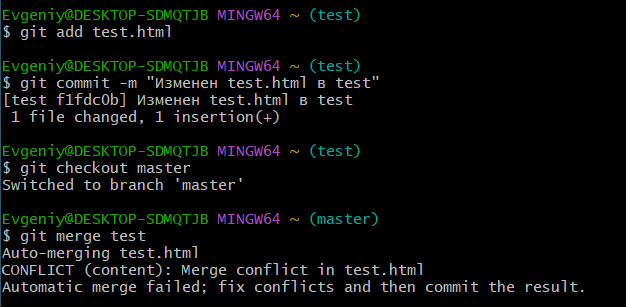 Evgeniy@DESKTOP-SDMQTJB MINGW64 ~ (test)
$ git add test.html
Evgeniy@DESKTOP-SDMQTJB MINGW64 ~ (test)
$ git commit -m "Изменен test.html в test"
[test f1fdc0b] Изменен test.html в test
 1 file changed, 1 insertion(+)
Evgeniy@DESKTOP-SDMQTJB MINGW64 ~ (test)
$ git checkout master
Switched to branch 'master'
Evgeniy@DESKTOP-SDMQTJB MINGW64 ~ (master)
$ git merge test
Auto-merging test.html
CONFLICT (content): Merge conflict in test.html
Automatic merge failed; fix conflicts and then commit the result.